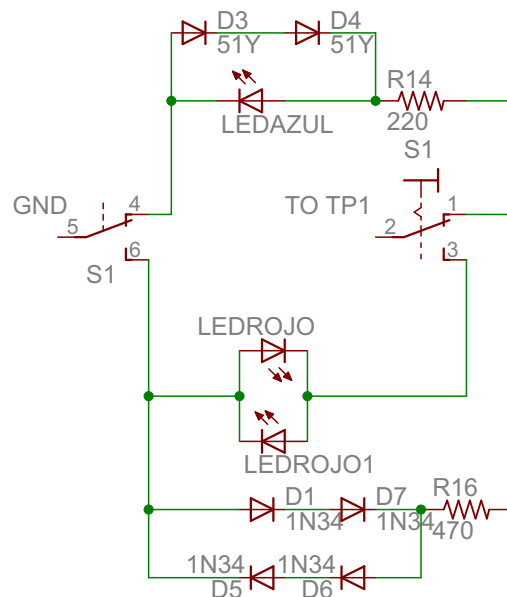 D3
51Y
D4
51Y
R14
220
LEDAZUL
S1
GND
4
5
6
S1
TO TP1
1
2
3
LEDROJO
LEDROJO1
D1
1N34
D7
1N34
R16
470
1N34
D5
1N34
D6